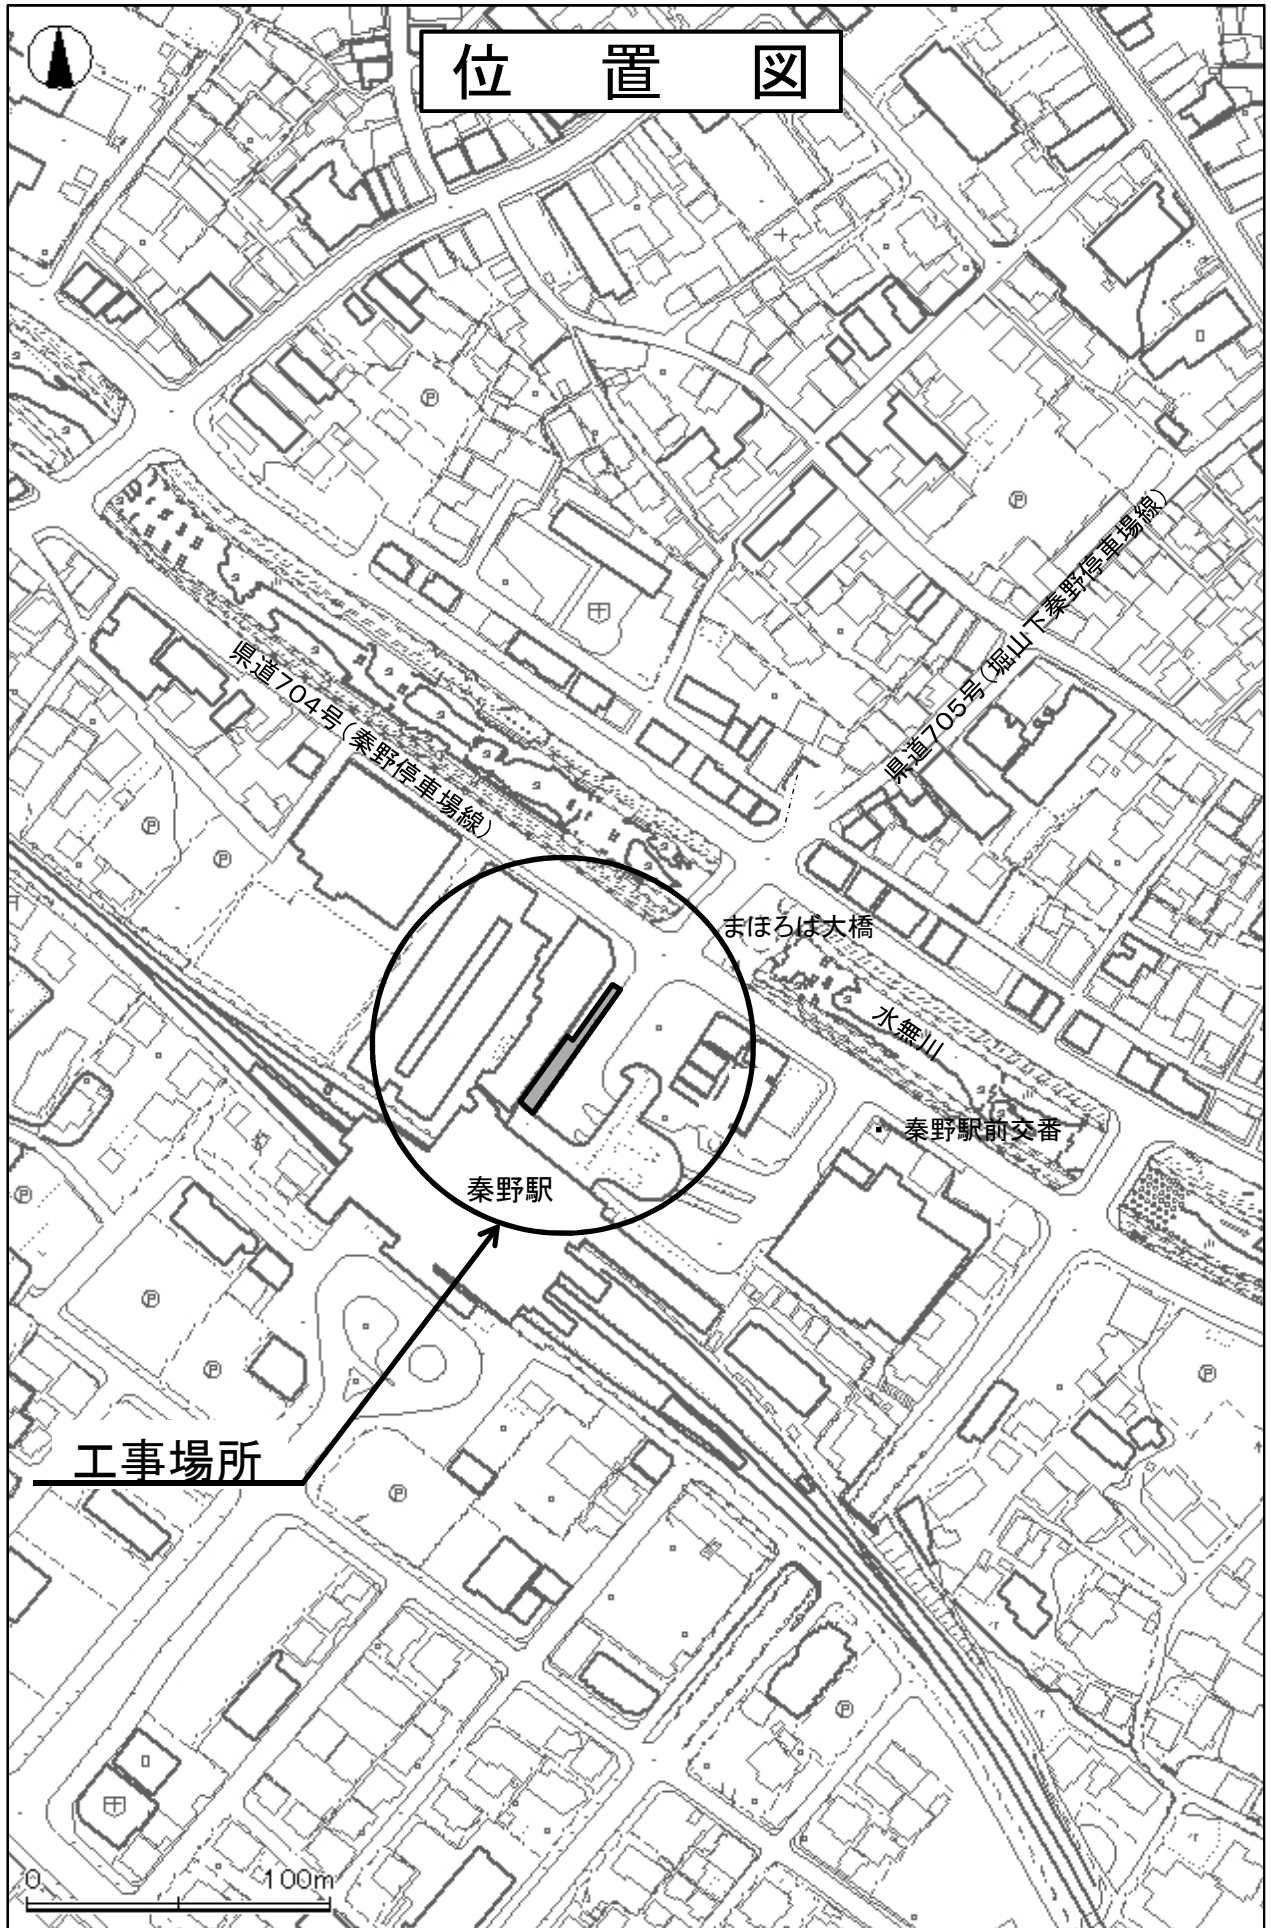 位　置　図
県道705号(堀山下秦野停車場線)
県道704号(秦野停車場線)
まほろば大橋
水無川
秦野駅前交番
秦野駅
工事場所
0 100m